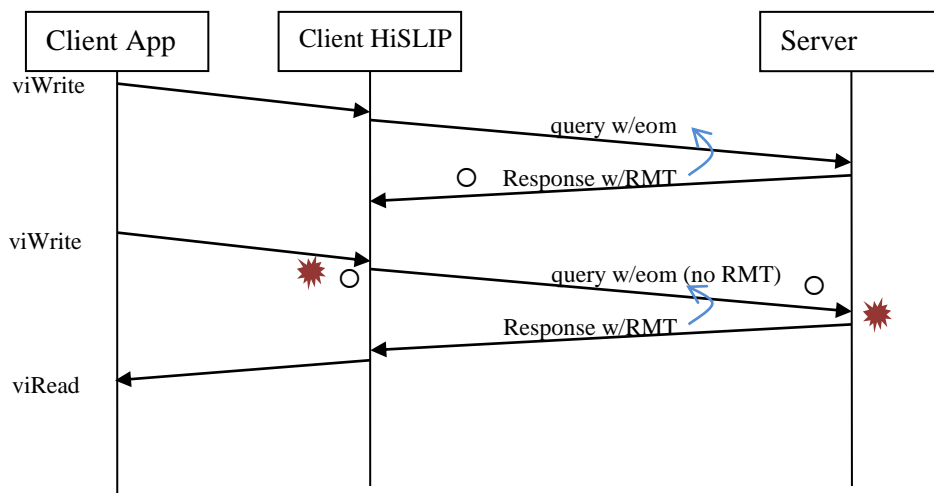 Client App
Client HiSLIP
Server
viWrite
query w/eom
Response w/RMT
viWrite
query w/eom (no RMT)
Response w/RMT
viRead